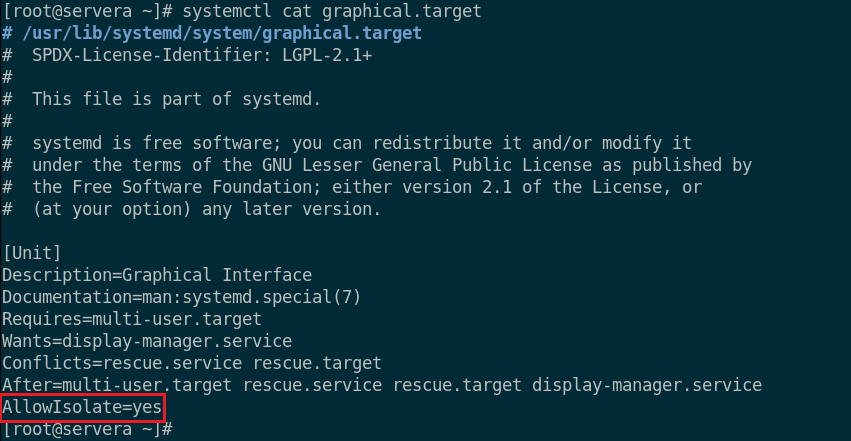 [root@servera ~]# systemctl cat graphical.target
# /usr/lib/systemd/system/graphical.target
#  SPDX-License-Identifier: LGPL-2.1+
#
#  This file is part of systemd.
#
#  systemd is free software; you can redistribute it and/or modify it
#  under the terms of the GNU Lesser General Public License as published by
#  the Free Software Foundation; either version 2.1 of the License, or
#  (at your option) any later version.

[Unit]
Description=Graphical Interface
Documentation=man:systemd.special(7)
Requires=multi-user.target
Wants=display-manager.service
Conflicts=rescue.service rescue.target
After=multi-user.target rescue.service rescue.target display-manager.service
AllowIsolate=yes
[root@servera ~]#